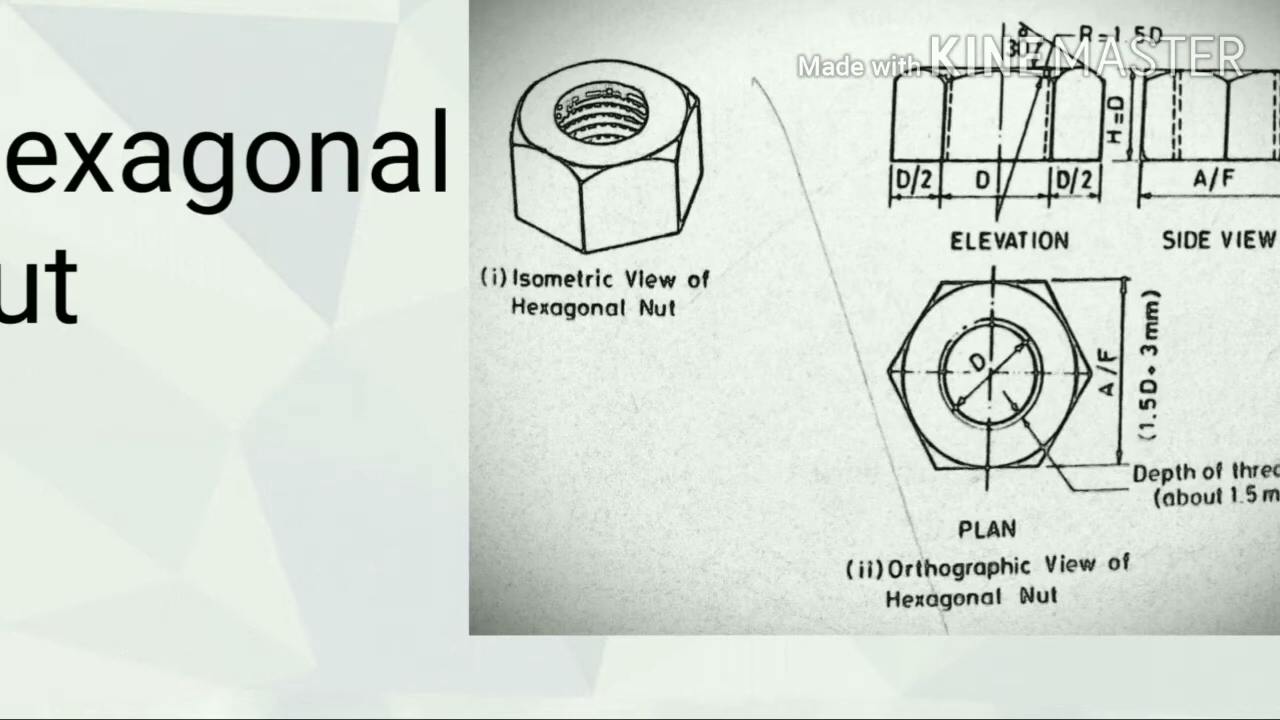 exagonal
ut
Made with KINEMASTER
R=1.5D
H=D
D/2 D D/2
A/F
ELEVATION
SIDE VIEW
(i) Isometric View of
Hexagonal Nut
D
A/F
(1.5D+3mm)
Depth of threa
(about 1.5 m
PLAN
(ii) Orthographic View of
Hexagonal Nut